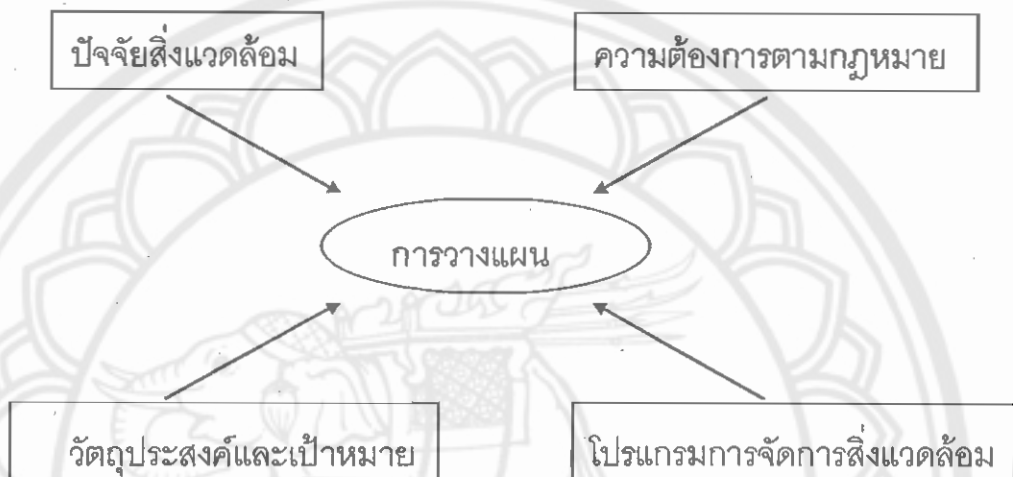 ปัจจัยสิ่งแวดล้อม
ความต้องการตามกฎหมาย
การวางแผน
วัตถุประสงค์และเป้าหมาย
โปรแกรมการจัดการสิ่งแวดล้อม